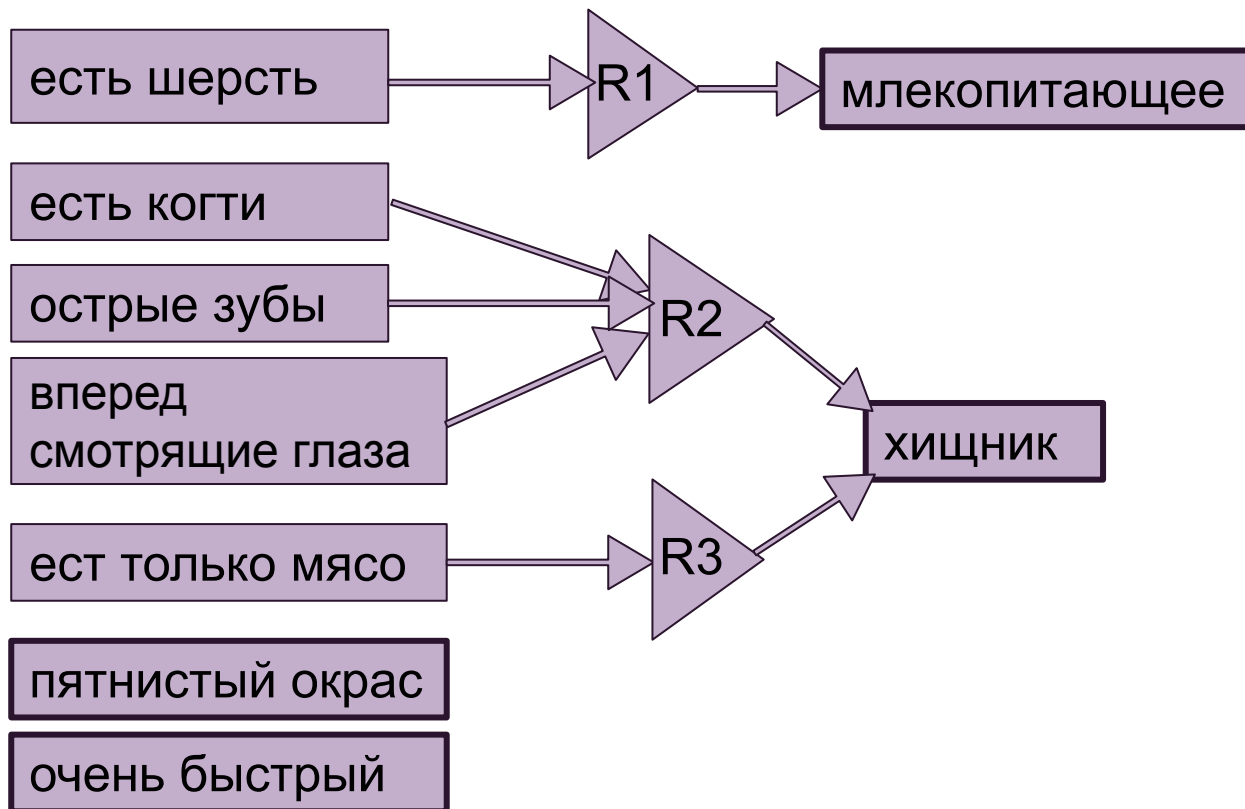 есть шерсть
R1
млекопитающее
есть когти
острые зубы
R2
вперед
смотрящие глаза
хищник
ест только мясо
R3
пятнистый окрас
очень быстрый